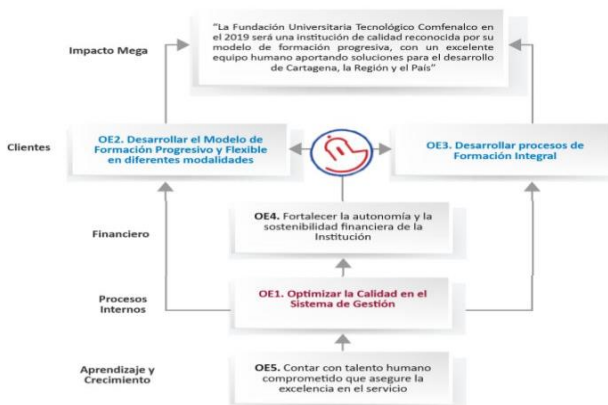 "La Fundación Universitaria Tecnológico Comfenalco en
el 2019 será una institución de calidad reconocida por su
modelo de formación progresiva, con un excelente
equipo humano aportando soluciones para el desarrollo
de Cartagena, la Región y el País"
Impacto Mega
Clientes
OE2. Desarrollar el Modelo de
Formación Progresivo y Flexible
en diferentes modalidades
OE3. Desarrollar procesos de
Formación Integral
Financiero
OE4. Fortalecer la autonomía y la
sostenibilidad financiera de la
Institución
Procesos
Internos
OE1. Optimizar la Calidad en el
Sistema de Gestión
Aprendizaje y
Crecimiento
OE5. Contar con talento humano
comprometido que asegure la
excelencia en el servicio